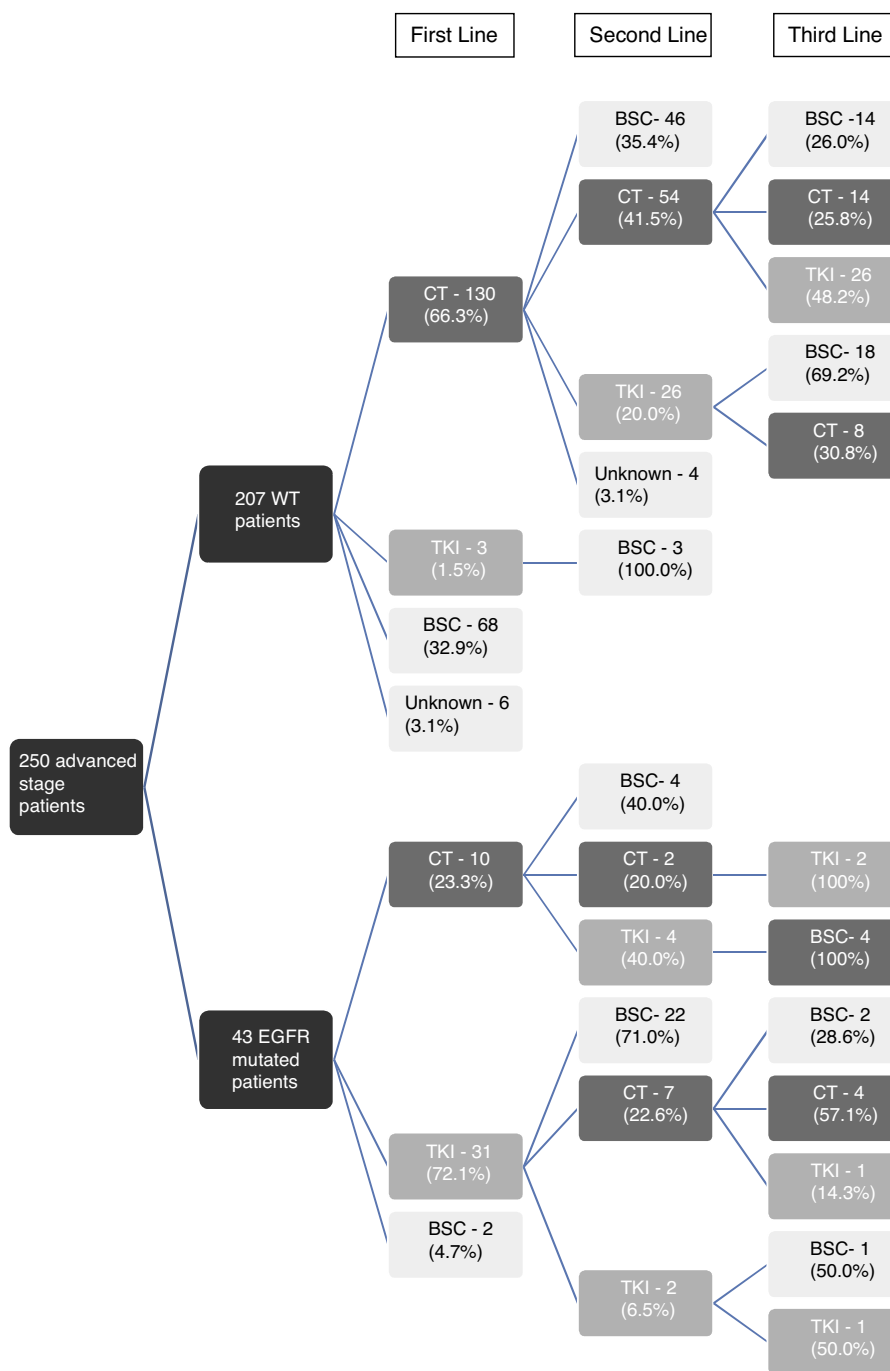 First Line
Second Line
Third Line
BSC- 46
(35.4%)
BSC -14
(26.0%)
CT - 54
(41.5%)
CT - 14
(25.8%)
TKI - 26
(48.2%)
CT - 130
(66.3%)
BSC- 18
(69.2%)
TKI - 26
(20.0%)
CT - 8
(30.8%)
Unknown - 4
(3.1%)
207 WT
patients
TKI - 3
(1.5%)
BSC - 3
(100.0%)
BSC - 68
(32.9%)
Unknown - 6
(3.1%)
250 advanced
stage
patients
BSC- 4
(40.0%)
CT - 10
(23.3%)
CT - 2
(20.0%)
TKI - 2
(100%)
TKI - 4
(40.0%)
BSC- 4
(100%)
43 EGFR
mutated
patients
BSC- 22
(71.0%)
BSC- 2
(28.6%)
CT - 7
(22.6%)
CT - 4
(57.1%)
TKI - 31
(72.1%)
TKI - 1
(14.3%)
BSC - 2
(4.7%)
BSC- 1
(50.0%)
TKI - 2
(6.5%)
TKI - 1
(50.0%)